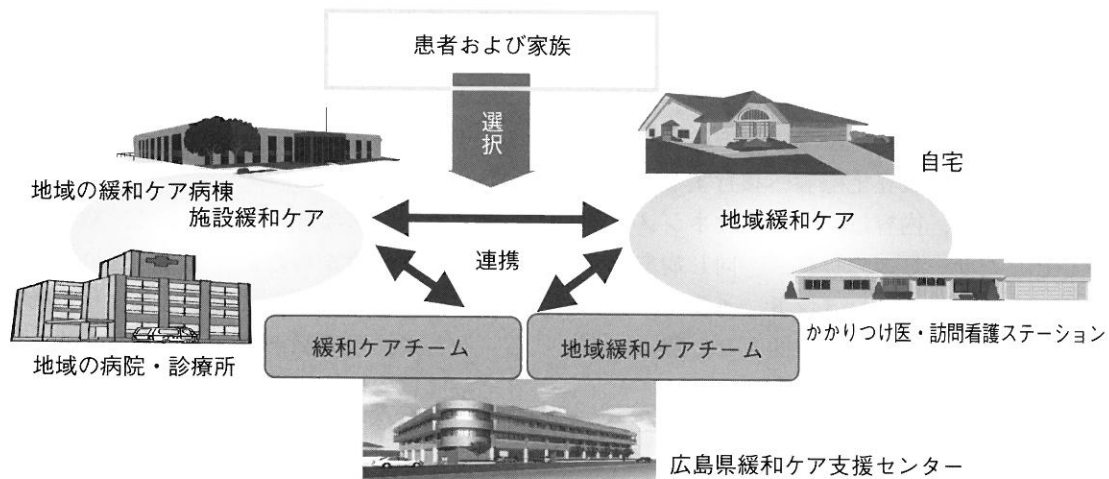 患者および家族
選択
自宅
地域の緩和ケア病棟
施設緩和ケア
地域緩和ケア
連携
かかりつけ医・訪問看護ステーション
緩和ケアチーム
地域緩和ケアチーム
地域の病院・診療所
広島県緩和ケア支援センター